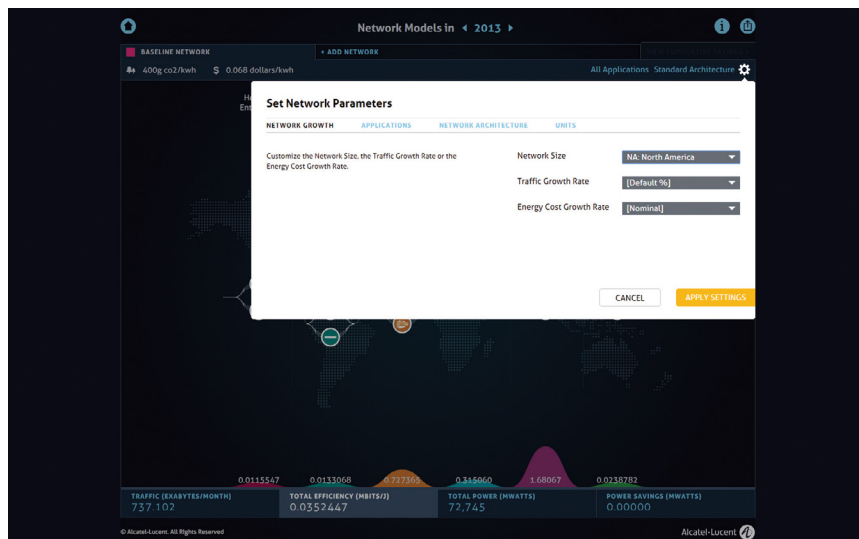 Network Models in 2013
BASELINE NETWORK
+ ADD NETWORK
400g co2/kwh $ 0.068 dollars/kwh
All Applications Standard Architecture
Set Network Parameters
NETWORK GROWTH APPLICATIONS NETWORK ARCHITECTURE UNITS
Customize the Network Size, the Traffic Growth Rate or the
Energy Cost Growth Rate.
Network Size NA: North America
Traffic Growth Rate [Default %]
Energy Cost Growth Rate [Nominal]
CANCEL APPLY SETTINGS
0.0115547 0.0133068 0.727365 0.315060 1.68067 0.0238782
TRAFFIC (EXABYTES/MONTH) TOTAL EFFICIENCY (MBITS/J) TOTAL POWER (MWATTS) POWER SAVINGS (MWATTS)
737.102 0.0352447 72,745 0.00000
© Alcatel-Lucent. All Rights Reserved
Alcatel-Lucent